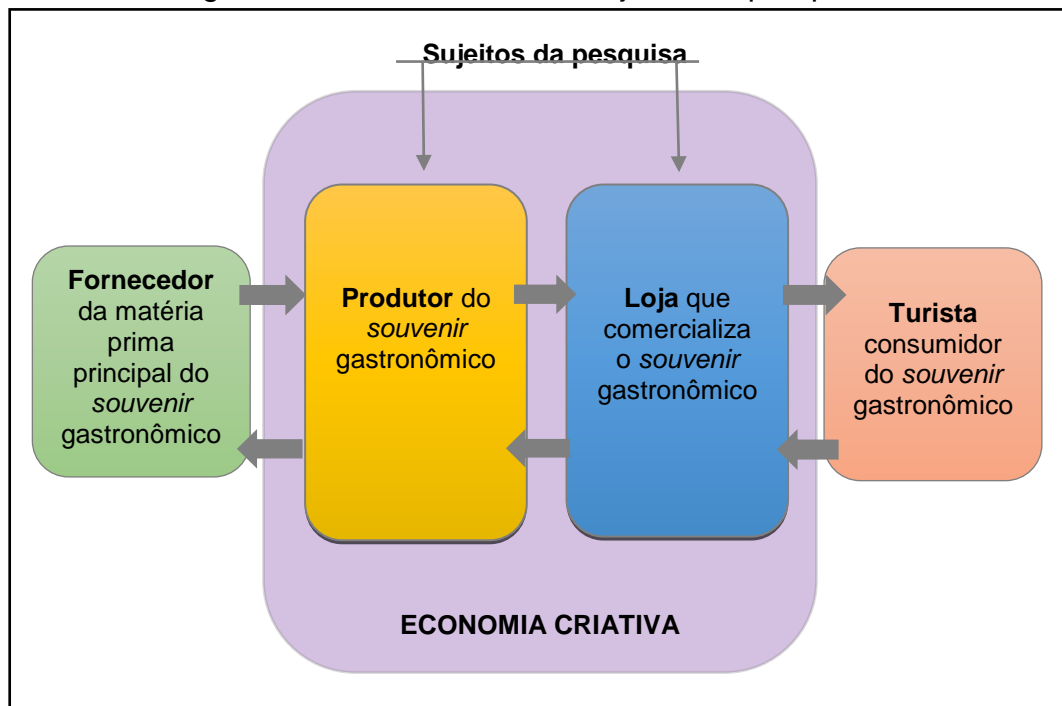 Sujeitos da pesquisa
Fornecedor
da matéria
prima
principal do
souvenir
gastronômico
Produtor do
souvenir
gastronômico
Loja que
comercializa
o souvenir
gastronômico
Turista
consumidor
do souvenir
gastronômico
ECONOMIA CRIATIVA